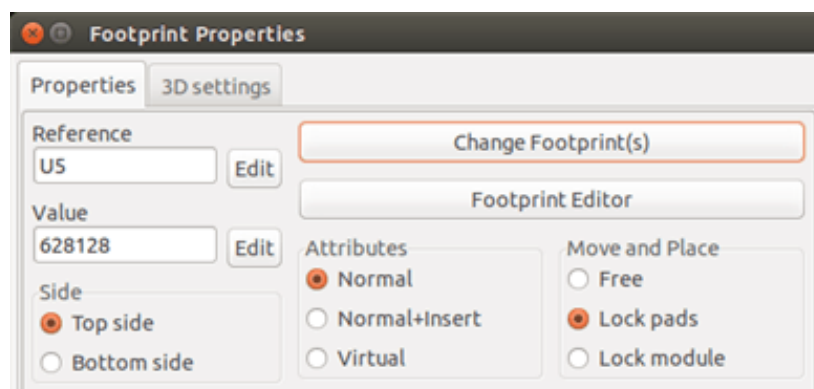 Footprint Properties
Properties 3D settings
Reference
U5 Edit
Change Footprint(s)
Footprint Editor
Value
628128 Edit
Side
Top side
Bottom side
Attributes
Normal
Normal+Insert
Virtual
Move and Place
Free
Lock pads
Lock module